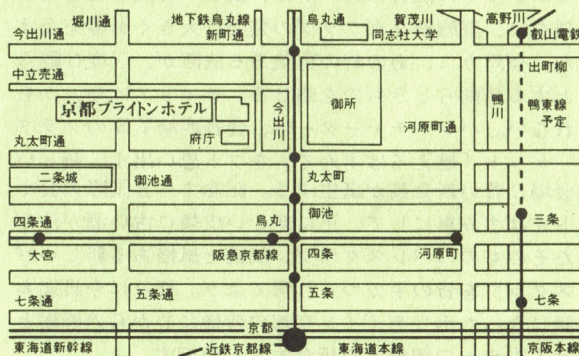 堀川通
地下鉄烏丸線
新町通
烏丸通
賀茂川
高野川
今出川通
同志社大学
叡山電鉄
中立売通
出町柳
京都ブライトンホテル
今出川
御所
鴨川
鴨東線
予定
府庁
河原町通
丸太町通
丸太町
二条城
御池通
御池
四条通
烏丸
三条
大宮
阪急京都線
四条
河原町
七条通
五条通
五条
七条
京都
東海道新幹線
近鉄京都線
東海道本線
京阪本線